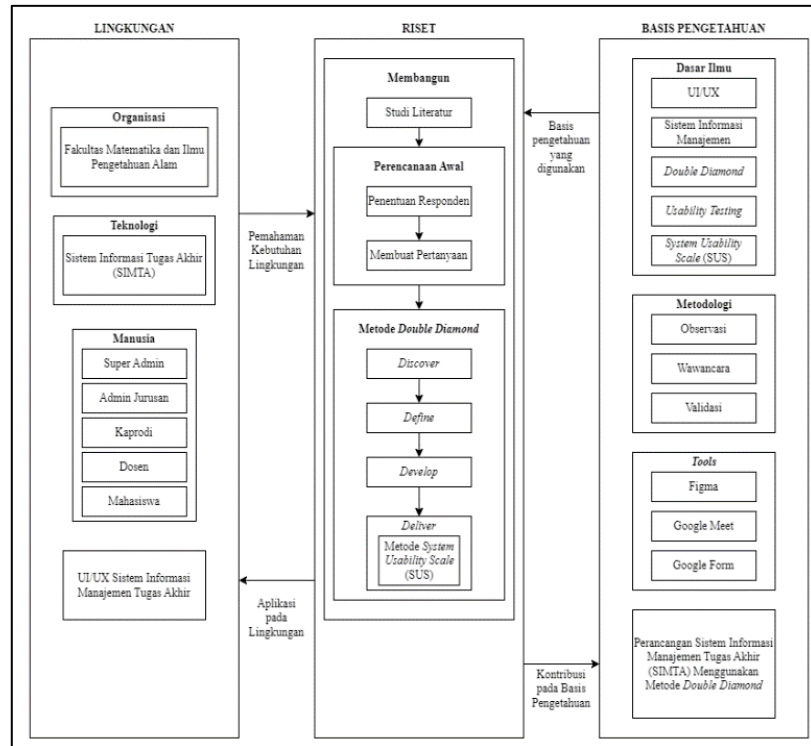 LINGKUNGAN
Organisasi
Fakultas Matematika dan Ilmu
Pengetahuan Alam
Teknologi
Sistem Informasi Tugas Akhir
(SIMTA)
Manusia
Super Admin
Admin Jurusan
Kaprodi
Dosen
Mahasiswa
UI/UX Sistem Informasi
Manajemen Tugas Akhir
Pemahaman
Kebutuhan
Lingkungan
Aplikasi
pada
Lingkungan
RISET
Membangun
Studi Literatur
Perencanaan Awal
Penentuan Responden
Membuat Pertanyaan
Metode Double Diamond
Discover
Define
Develop
Deliver
Metode System
Usability Scale
(SUS)
Basis
pengetahuan
yang
digunakan
Kontribusi
pada Basis
Pengetahuan
BASIS PENGETAHUAN
Dasar Ilmu
UI/UX
Sistem Informasi
Manajemen
Double Diamond
Usability Testing
System Usability
Scale (SUS)
Metodologi
Observasi
Wawancara
Validasi
Tools
Figma
Google Meet
Google Form
Perancangan Sistem Informasi
Manajemen Tugas Akhir
(SIMTA) Menggunakan
Metode Double Diamond